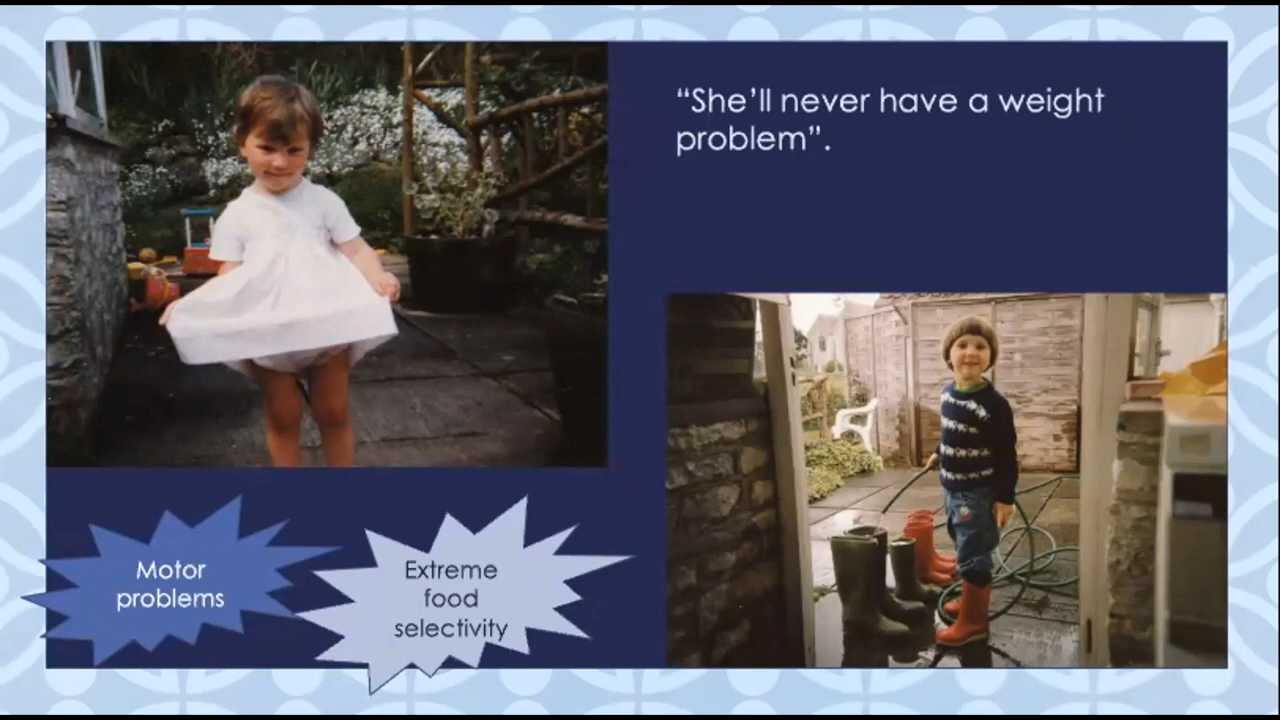 “She’ll never have a weight
problem”.
Motor
problems
Extreme
food
selectivity